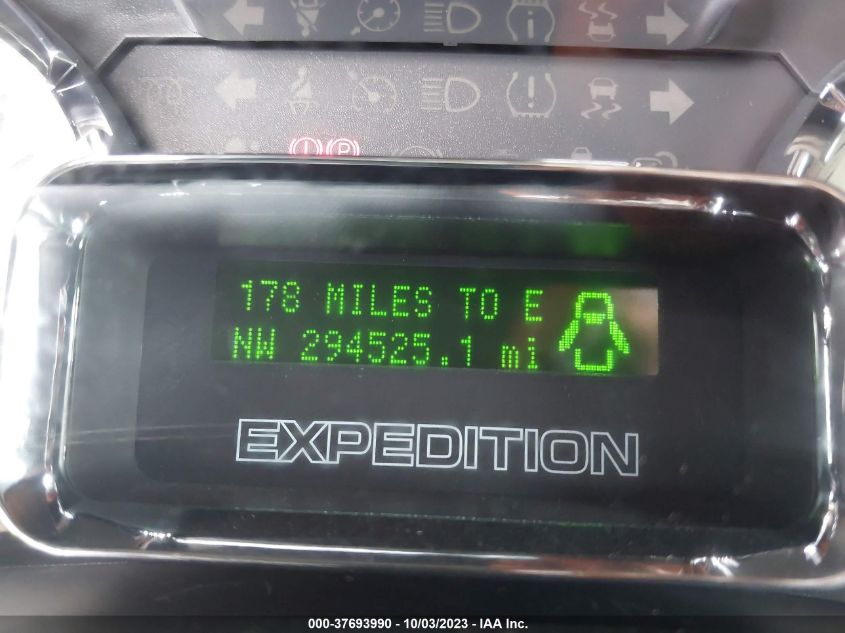 178 MILES TO E
NW 294525.1 mi
EXPEDITION
000-37693990 - 10/03/2023 - IAA Inc.